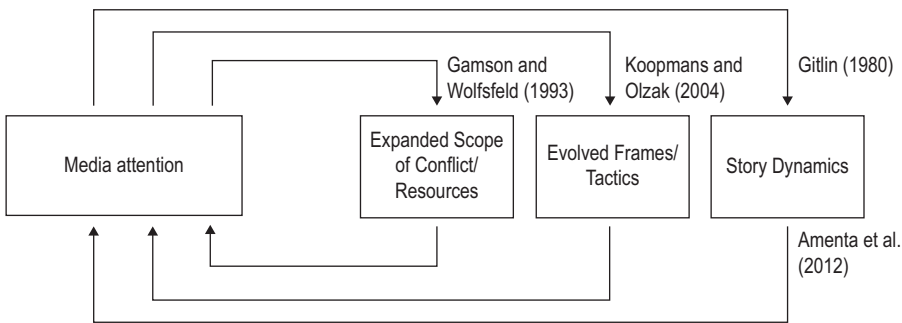 Gamson and
Wolfsfeld (1993)
Koopmans and
Olzak (2004)
Gitlin (1980)
Media attention
Expanded Scope
of Conflict/
Resources
Evolved Frames/
Tactics
Story Dynamics
Amenta et al.
(2012)